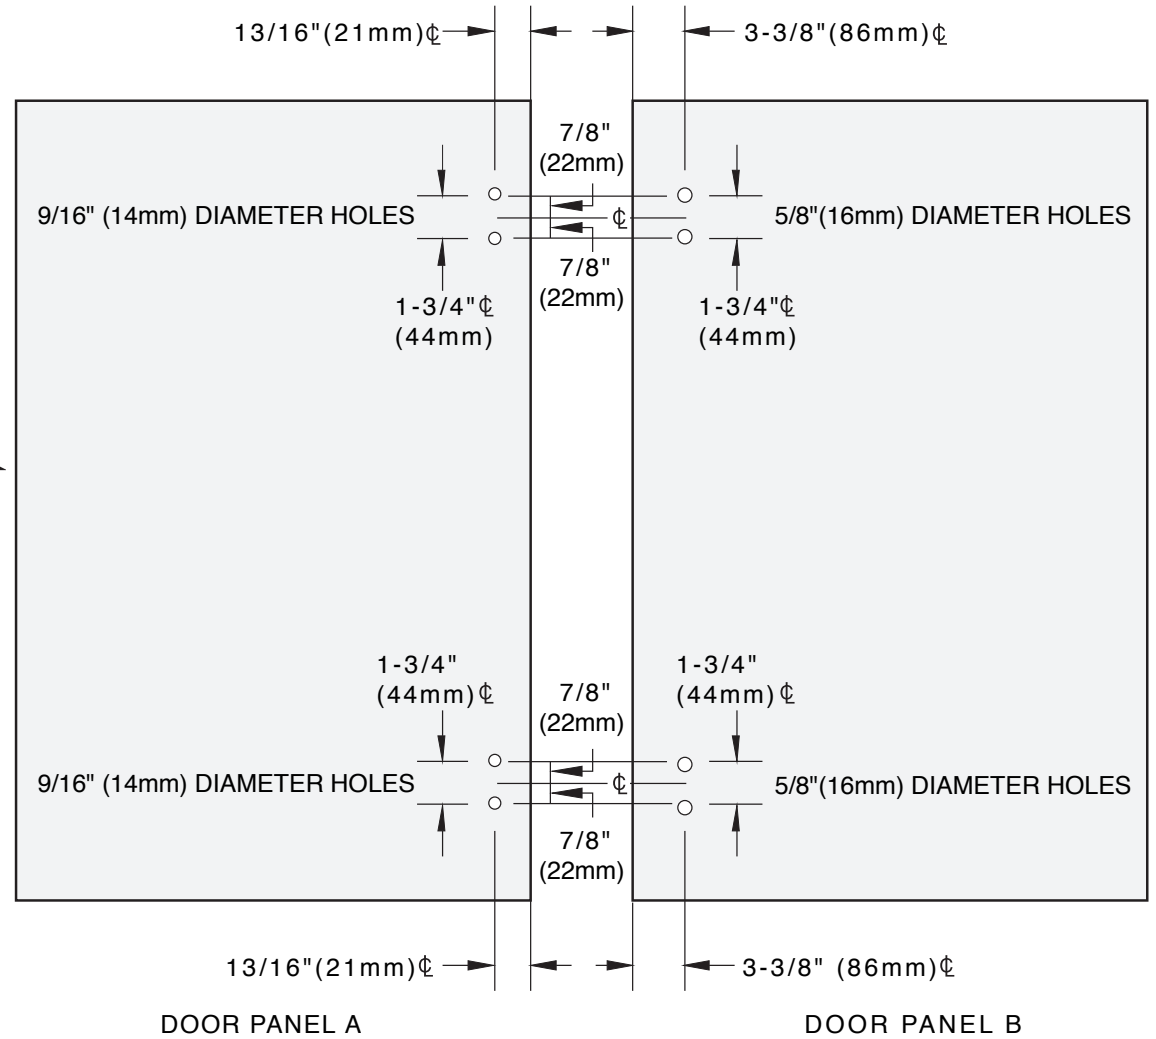 13/16"(21mm)℄
3-3/8"(86mm)℄
7/8"
(22mm)
9/16" (14mm) DIAMETER HOLES
℄
5/8"(16mm) DIAMETER HOLES
7/8"
(22mm)
1-3/4"℄
(44mm)
1-3/4"℄
(44mm)
1-3/4"
(44mm)℄
7/8"
(22mm)
1-3/4"
(44mm)℄
9/16" (14mm) DIAMETER HOLES
℄
5/8"(16mm) DIAMETER HOLES
7/8"
(22mm)
13/16"(21mm)℄
3-3/8" (86mm)℄
DOOR PANEL A
DOOR PANEL B